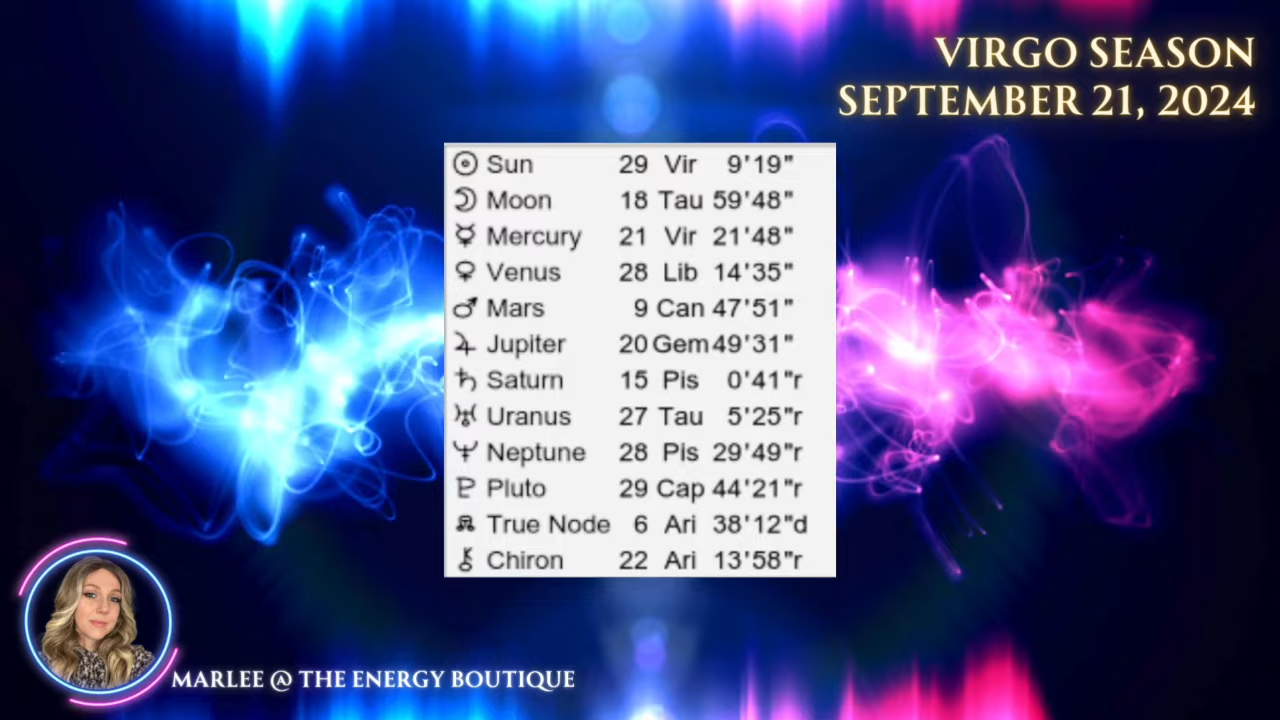 VIRGO SEASON
SEPTEMBER 21, 2024
Sun 29 Vir 9'19"
Moon 18 Tau 59'48"
Mercury 21 Vir 21'48"
Venus 28 Lib 14'35"
Mars 9 Can 47'51"
Jupiter 20 Gem 49'31"
Saturn 15 Pis 0'41"r
Uranus 27 Tau 5'25"r
Neptune 28 Pis 29'49"r
Pluto 29 Cap 44'21"r
True Node 6 Ari 38'12"d
Chiron 22 Ari 13'58"r
MARLEE @ THE ENERGY BOUTIQUE